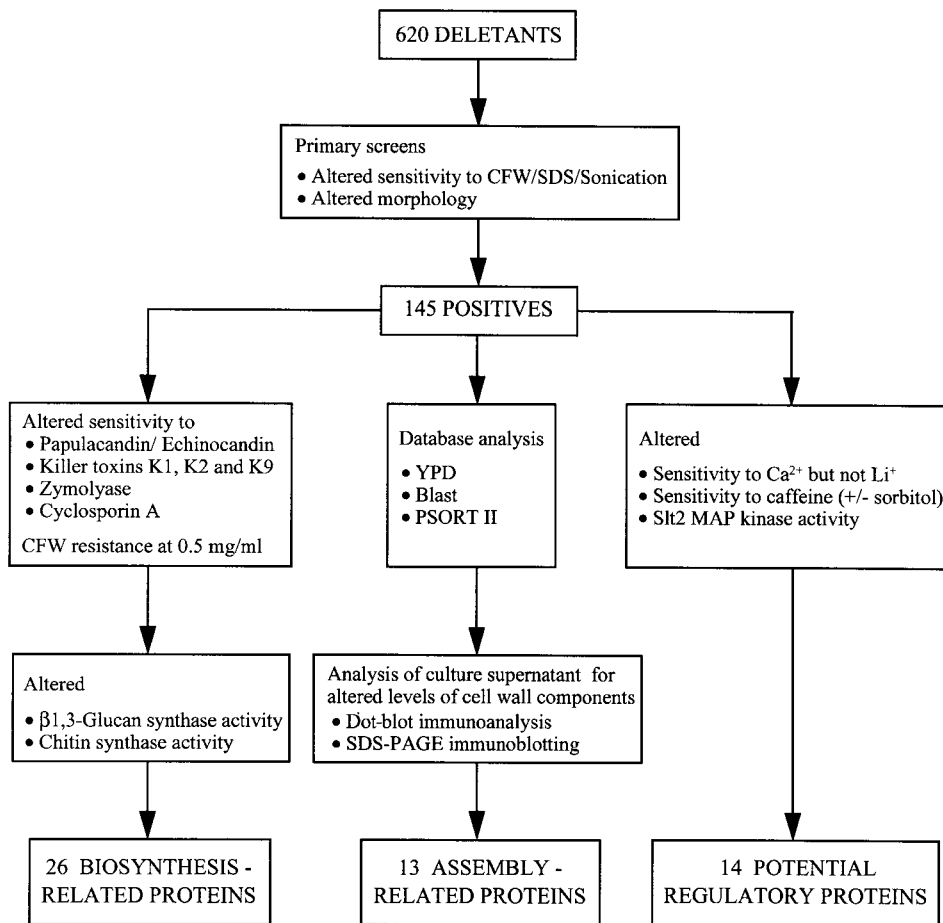 620 DELETANTS
Primary screens
• Altered sensitivity to CFW/SDS/Sonication
• Altered morphology
145 POSITIVES
Altered sensitivity to
• Papulacandin/ Echinocandin
• Killer toxins K1, K2 and K9
• Zymolyase
• Cyclosporin A
CFW resistance at 0.5 mg/ml
Database analysis
• YPD
• Blast
• PSORT II
Altered
• Sensitivity to Ca²⁺ but not Li⁺
• Sensitivity to caffeine (+/- sorbitol)
• Slt2 MAP kinase activity
Altered
• β1,3-Glucan synthase activity
• Chitin synthase activity
Analysis of culture supernatant for
altered levels of cell wall components
• Dot-blot immunoanalysis
• SDS-PAGE immunoblotting
26 BIOSYNTHESIS -
RELATED PROTEINS
13 ASSEMBLY -
RELATED PROTEINS
14 POTENTIAL
REGULATORY PROTEINS